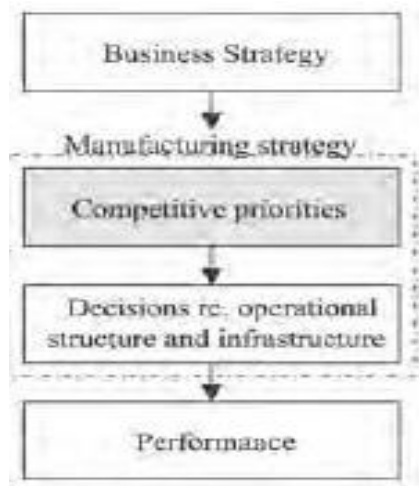 Business Strategy
Manufacturing strategy
Competitive priorities
Decisions re. operational
structure and infrastructure
Performance